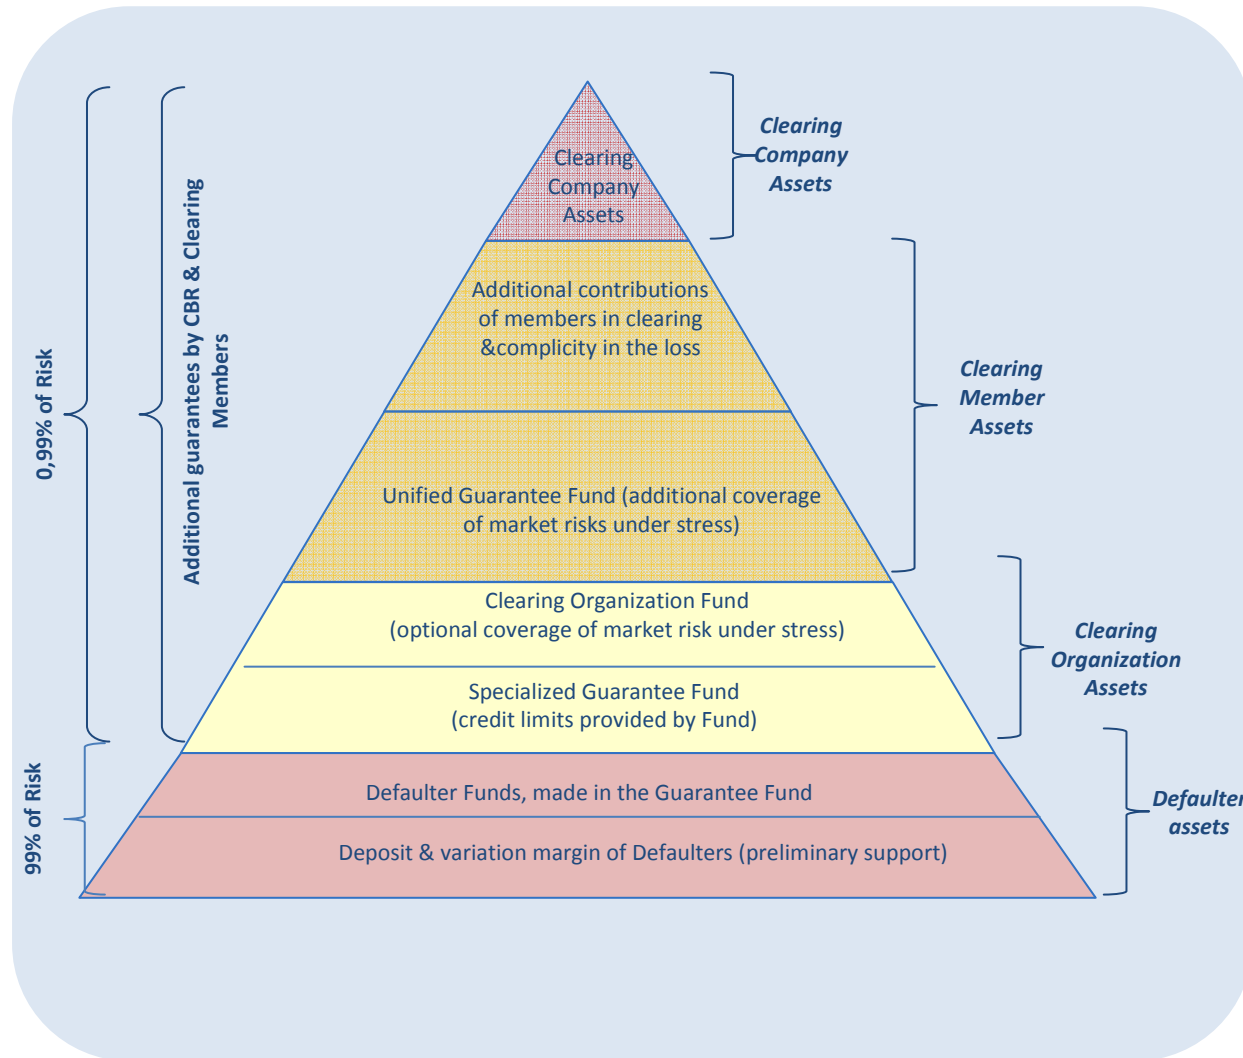 Clearing
Company
Assets
Clearing
Company
Assets
Additional contributions
of members in clearing
&complicity in the loss
Clearing
Member
Assets
Unified Guarantee Fund (additional coverage
of market risks under stress)
Clearing Organization Fund
(optional coverage of market risk under stress)
Clearing
Organization
Assets
Specialized Guarantee Fund
(credit limits provided by Fund)
Defaulter Funds, made in the Guarantee Fund
Defaulter
assets
Deposit & variation margin of Defaulters (preliminary support)
0,99% of Risk
Additional guarantees by CBR & Clearing
Members
99% of Risk